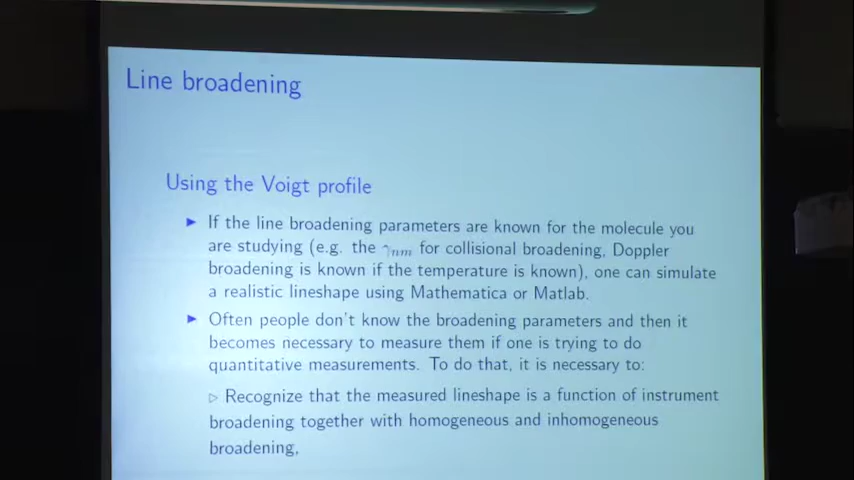 Line broadening
Using the Voigt profile
▶ If the line broadening parameters are known for the molecule you
are studying (e.g. the γnm for collisional broadening, Doppler
broadening is known if the temperature is known), one can simulate
a realistic lineshape using Mathematica or Matlab.
▶ Often people don't know the broadening parameters and then it
becomes necessary to measure them if one is trying to do
quantitative measurements. To do that, it is necessary to:
▷ Recognize that the measured lineshape is a function of instrument
broadening together with homogeneous and inhomogeneous
broadening,